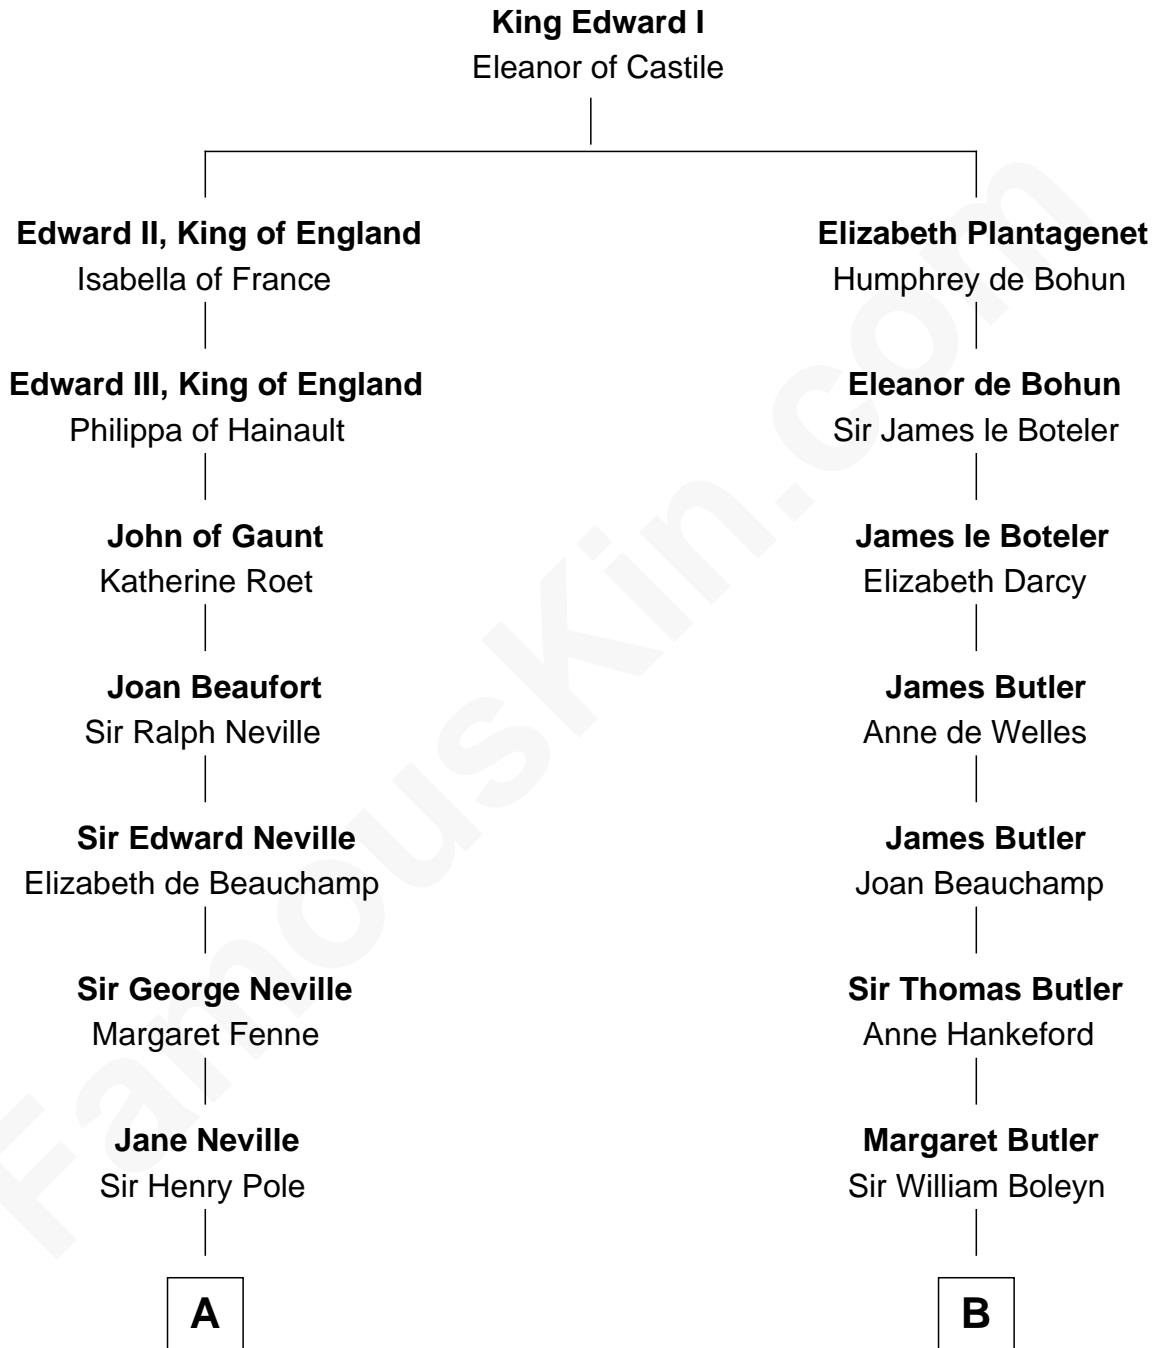 King Edward I
Eleanor of Castile
Edward II, King of England
Isabella of France
Elizabeth Plantagenet
Humphrey de Bohun
Edward III, King of England
Philippa of Hainault
Eleanor de Bohun
Sir James le Boteler
John of Gaunt
Katherine Roet
James le Boteler
Elizabeth Darcy
Joan Beaufort
Sir Ralph Neville
James Butler
Anne de Welles
Sir Edward Neville
Elizabeth de Beauchamp
James Butler
Joan Beauchamp
Sir George Neville
Margaret Fenne
Sir Thomas Butler
Anne Hankeford
Jane Neville
Sir Henry Pole
Margaret Butler
Sir William Boleyn
A
B
FamousKin.com